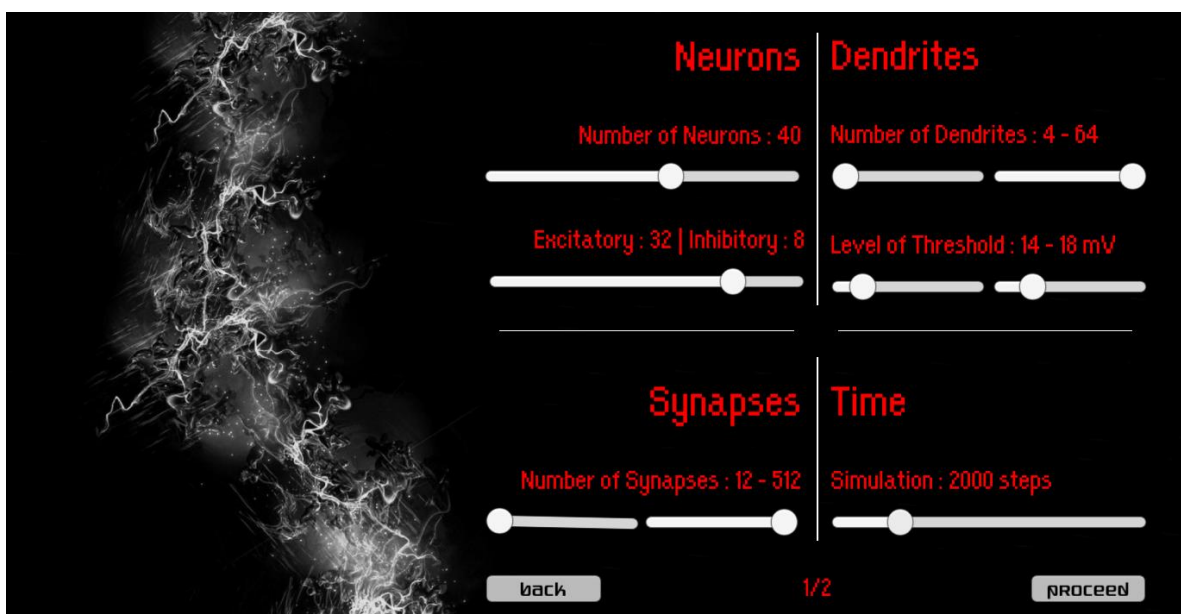 Neurons
Number of Neurons : 40
Excitatory : 32 | Inhibitory : 8
Dendrites
Number of Dendrites : 4 - 64
Level of Threshold : 14 - 18 mV
Synapses
Number of Synapses : 12 - 512
Time
Simulation : 2000 steps
back
1/2
proceed